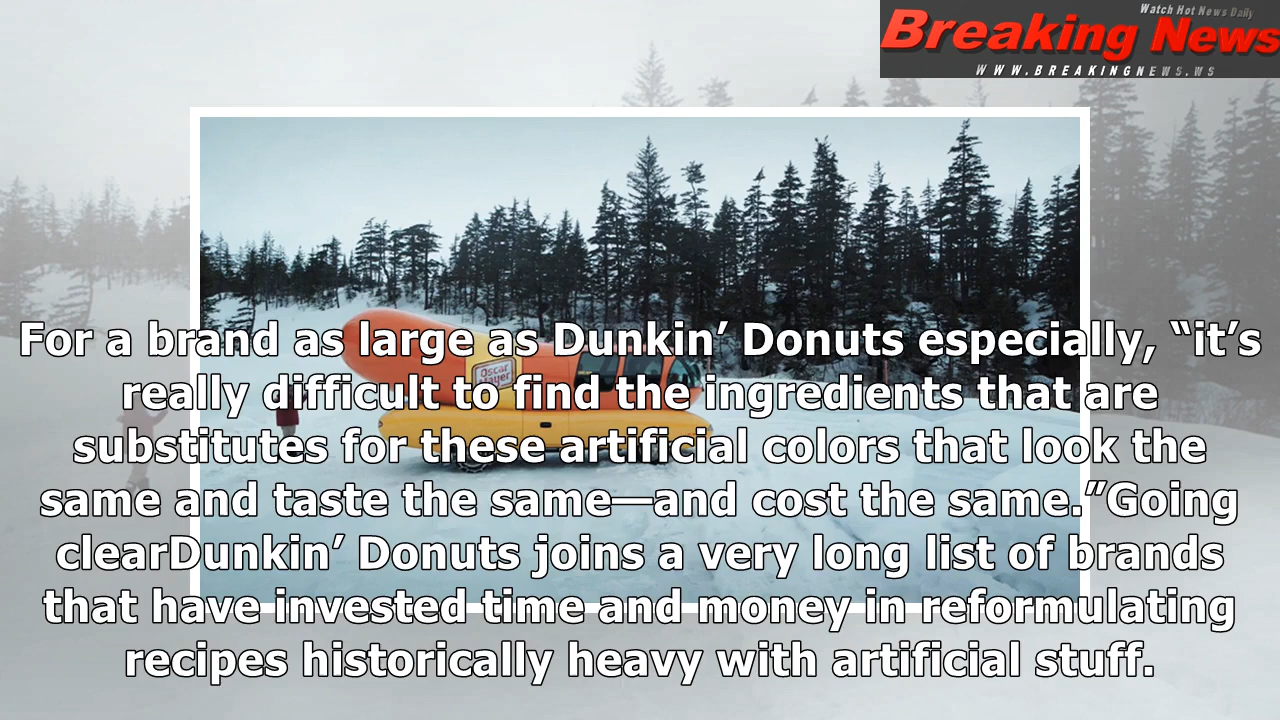 Watch Hot News Daily
Breaking News
WWW.BREAKINGNEWS.WS
Oscar
Mayer
For a brand as large as Dunkin’ Donuts especially, “it’s
really difficult to find the ingredients that are
substitutes for these artificial colors that look the
same and taste the same—and cost the same.”Going
clearDunkin’ Donuts joins a very long list of brands
that have invested time and money in reformulating
recipes historically heavy with artificial stuff.